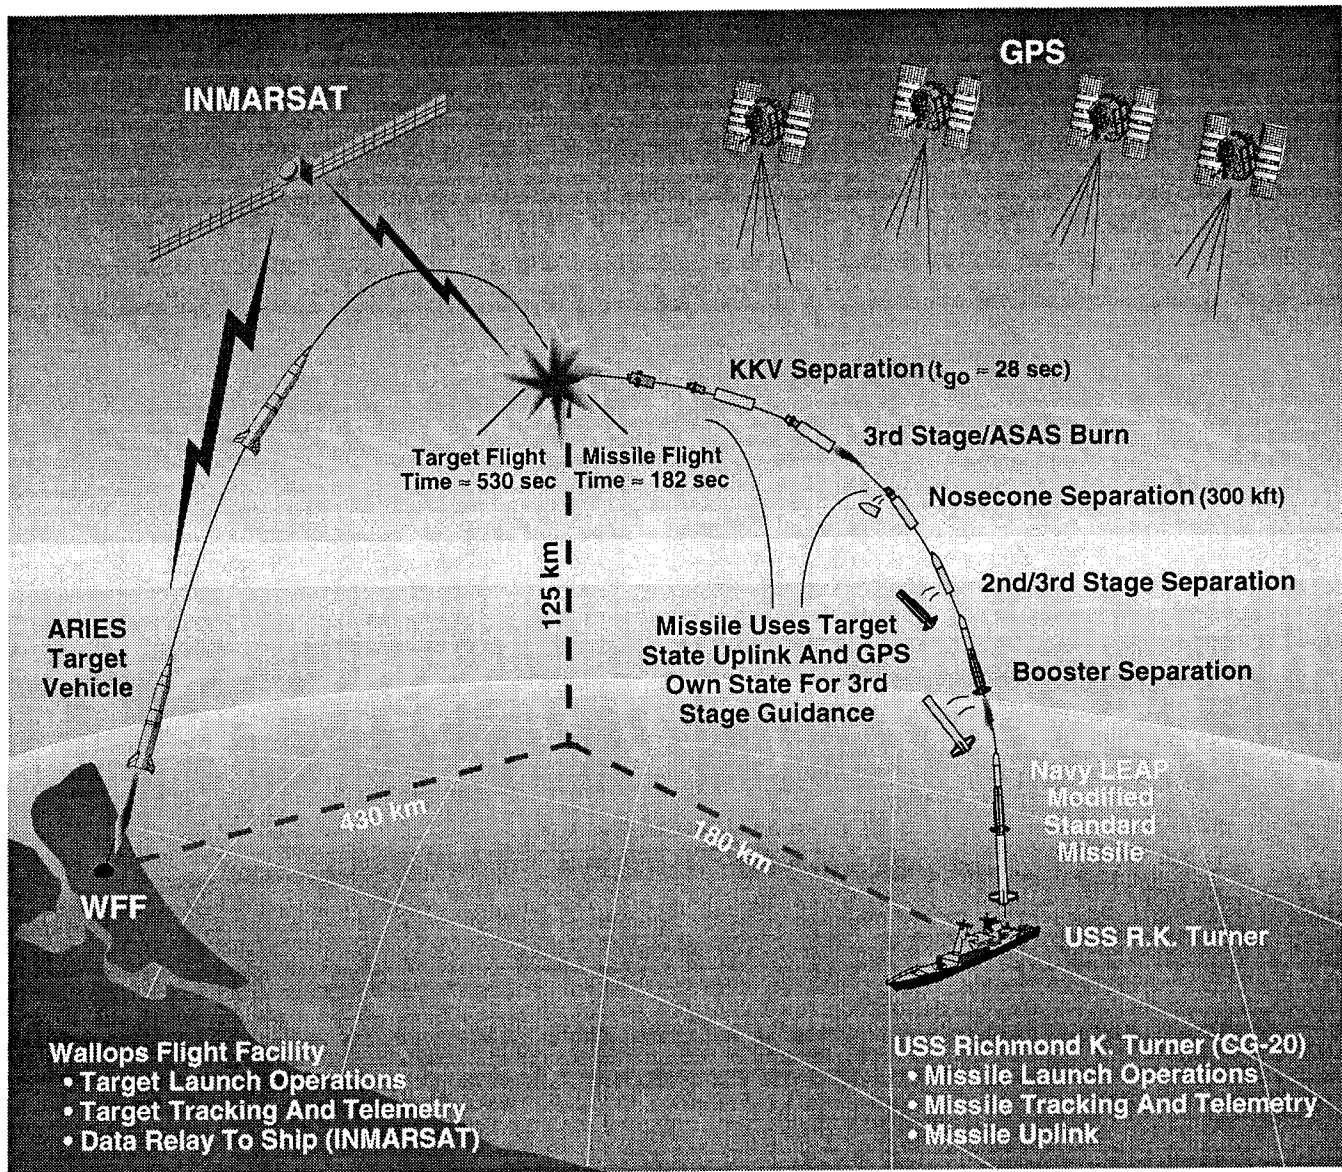 GPS
INMARSAT
KKV Separation (tgo ≈ 28 sec)
3rd Stage/ASAS Burn
Target Flight
Time ≈ 530 sec
Missile Flight
Time ≈ 182 sec
Nosecone Separation (300 kft)
125 km
2nd/3rd Stage Separation
ARIES
Target
Vehicle
Missile Uses Target
State Uplink And GPS
Own State For 3rd
Stage Guidance
Booster Separation
Navy LEAP
Modified
Standard
Missile
430 km
180 km
WFF
USS R.K. Turner
Wallops Flight Facility
• Target Launch Operations
• Target Tracking And Telemetry
• Data Relay To Ship (INMARSAT)
USS Richmond K. Turner (CG-20)
• Missile Launch Operations
• Missile Tracking And Telemetry
• Missile Uplink